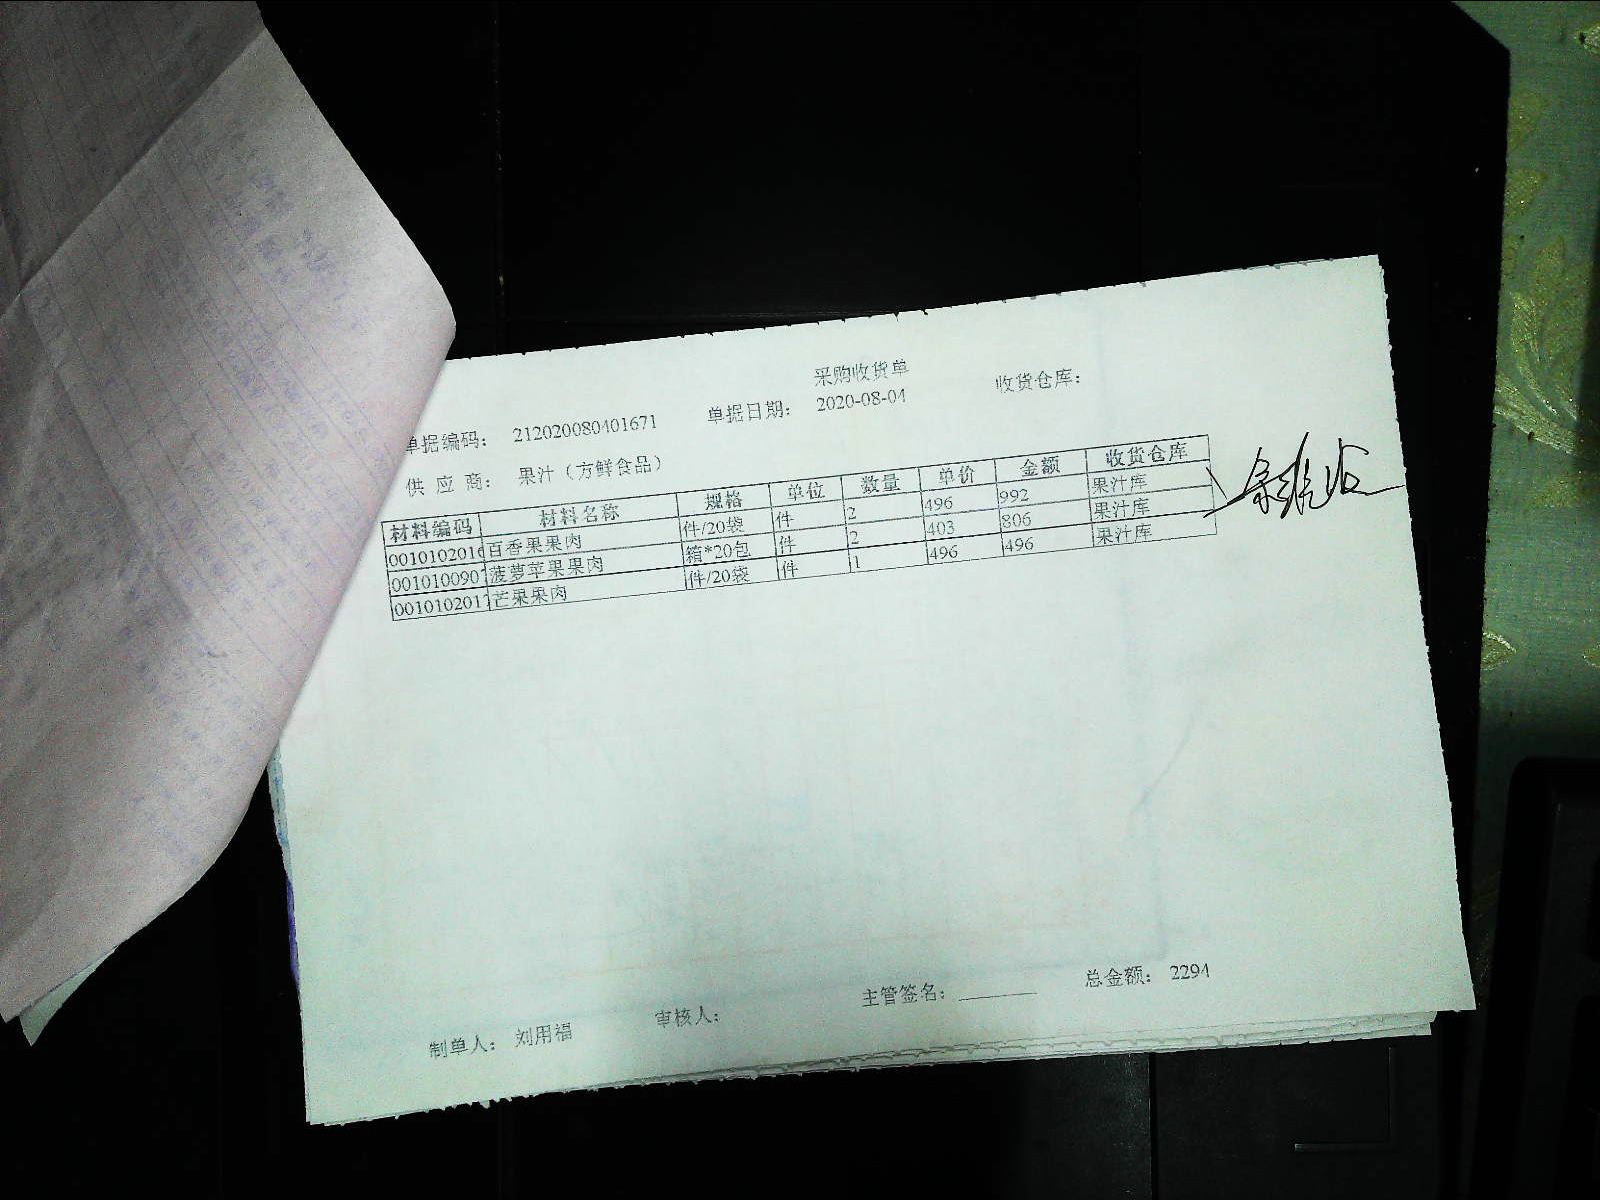 采购收货单
单据编码： 212020080401671 单据日期： 2020-08-04 收货仓库：
供 应 商： 果汁（方鲜食品）
材料编码 材料名称 规格 单位 数量 单价 金额 收货仓库
0010102016 百香果果肉 件/20袋 件 2 496 992 果汁库
001010090 菠萝苹果果肉 箱*20包 件 2 403 806 果汁库
001010201 芒果果肉 件/20袋 件 1 496 496 果汁库
制单人： 刘用福 审核人： 主管签名： 总金额： 2294